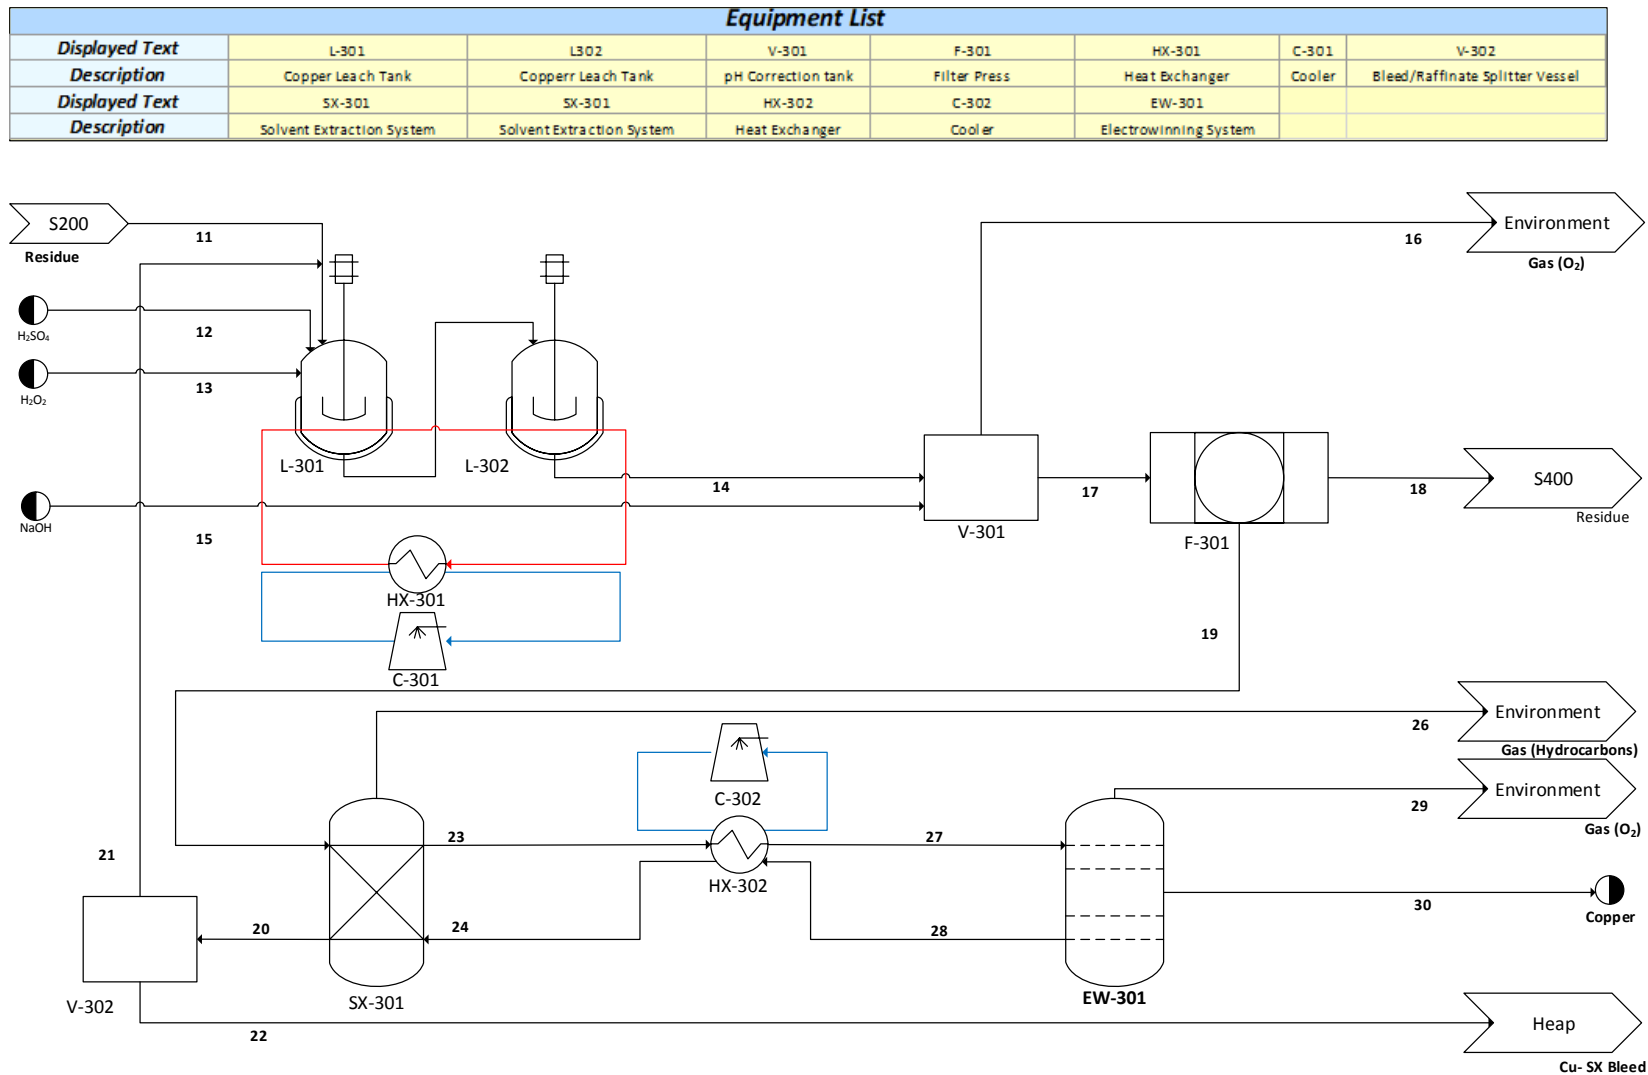 Equipment List
Displayed Text L-301 L302 V-301 F-301 HX-301 C-301 V-302
Description Copper Leach Tank Copperr Leach Tank pH Correction tank Filter Press Heat Exchanger Cooler Bleed/Raffinate Splitter Vessel
Displayed Text SX-301 SX-301 HX-302 C-302 EW-301
Description Solvent Extraction System Solvent Extraction System Heat Exchanger Cooler Electrowinning System
S200
Residue
11
Environment
16
Gas (O₂)
H₂SO₄
12
H₂O₂
13
L-301
L-302
14
NaOH
15
V-301
17
F-301
18
S400
Residue
HX-301
C-301
19
26
Environment
Gas (Hydrocarbons)
C-302
29
Environment
Gas (O₂)
21
23
HX-302
27
30
Copper
20
24
28
V-302
SX-301
EW-301
22
Heap
Cu- SX Bleed